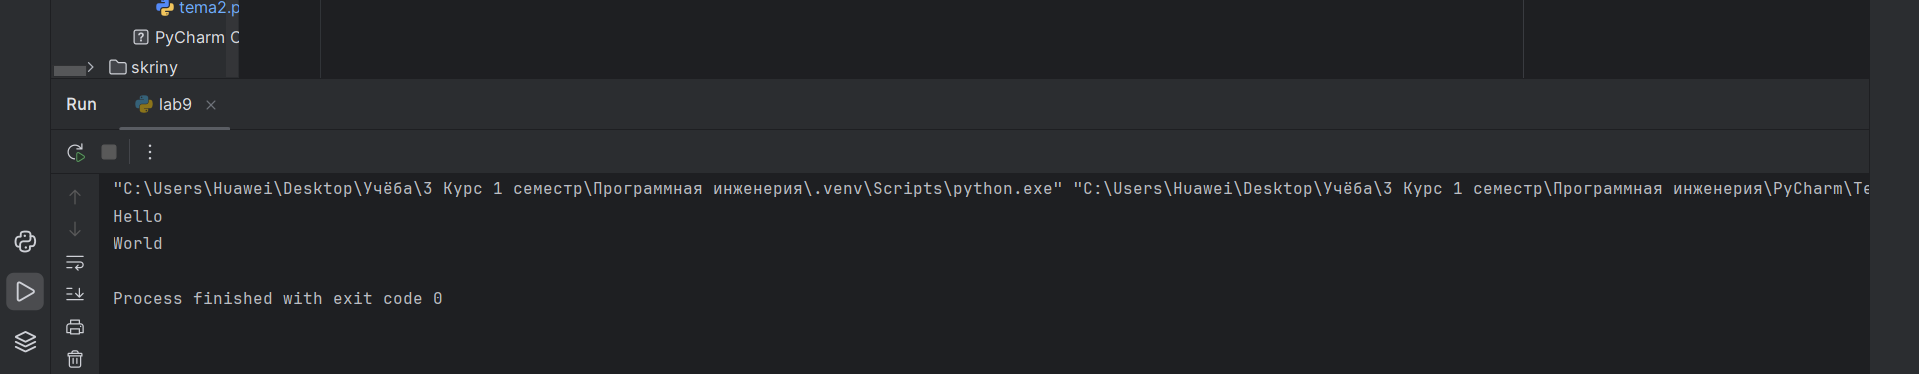 tema2.p
PyCharm C
skriny
Run lab9
"C:\Users\Huawei\Desktop\Учёба\3 Курс 1 семестр\Программная инженерия\.venv\Scripts\python.exe" "C:\Users\Huawei\Desktop\Учёба\3 Курс 1 семестр\Программная инженерия\PyCharm\Te
Hello
World
Process finished with exit code 0